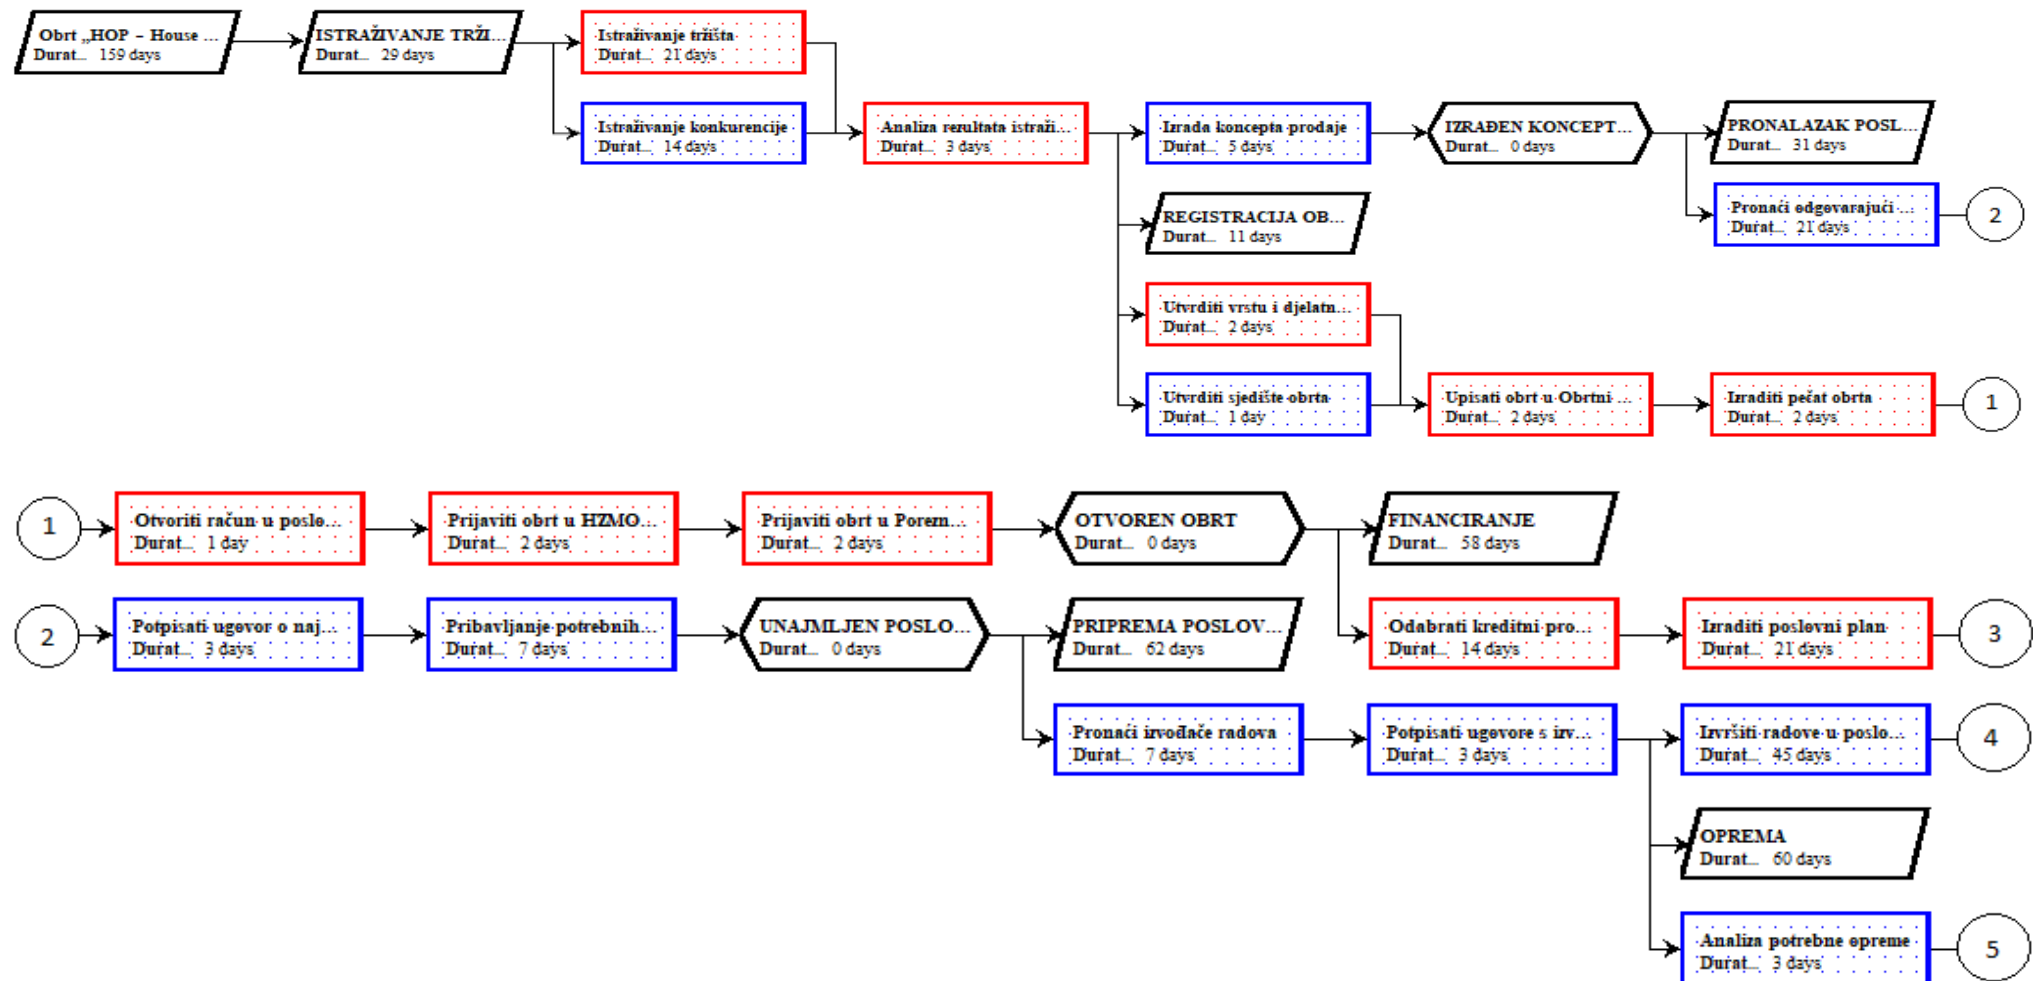 Obrt „HOP – House ...
Durat... 159 days
ISTRAŽIVANJE TRŽI...
Durat... 29 days
Istraživanje tržišta
Durat... 21 days
Istraživanje konkurencije
Durat... 14 days
Analiza rezultata istraži...
Durat... 3 days
Izrada koncepta prodaje
Durat... 5 days
IZRAĐEN KONCEPT...
Durat... 0 days
PRONALAZAK POSL...
Durat... 31 days
Pronaći odgovarajući ...
Durat... 21 days
2
REGISTRACIJA OB...
Durat... 11 days
Utvrditi vrstu i djelatn...
Durat... 2 days
Utvrditi sjedište obrta
Durat... 1 day
Upisati obrt u Obrtni ...
Durat... 2 days
Izraditi pečat obrta
Durat... 2 days
1
1
Otvoriti račun u poslo...
Durat... 1 day
Prijaviti obrt u HZMO...
Durat... 2 days
Prijaviti obrt u Porezn...
Durat... 2 days
OTVOREN OBRT
Durat... 0 days
FINANCIRANJE
Durat... 58 days
2
Potpisati ugovor o naj...
Durat... 3 days
Pribavljanje potrebnih...
Durat... 7 days
UNAJMLJEN POSLO...
Durat... 0 days
PRIPREMA POSLOV...
Durat... 62 days
Odabrati kreditni pro...
Durat... 14 days
Izraditi poslovni plan
Durat... 21 days
3
Pronaći izvođače radova
Durat... 7 days
Potpisati ugovore s izv...
Durat... 3 days
Izvršiti radove u poslo...
Durat... 45 days
4
OPREMA
Durat... 60 days
Analiza potrebne opreme
Durat... 3 days
5